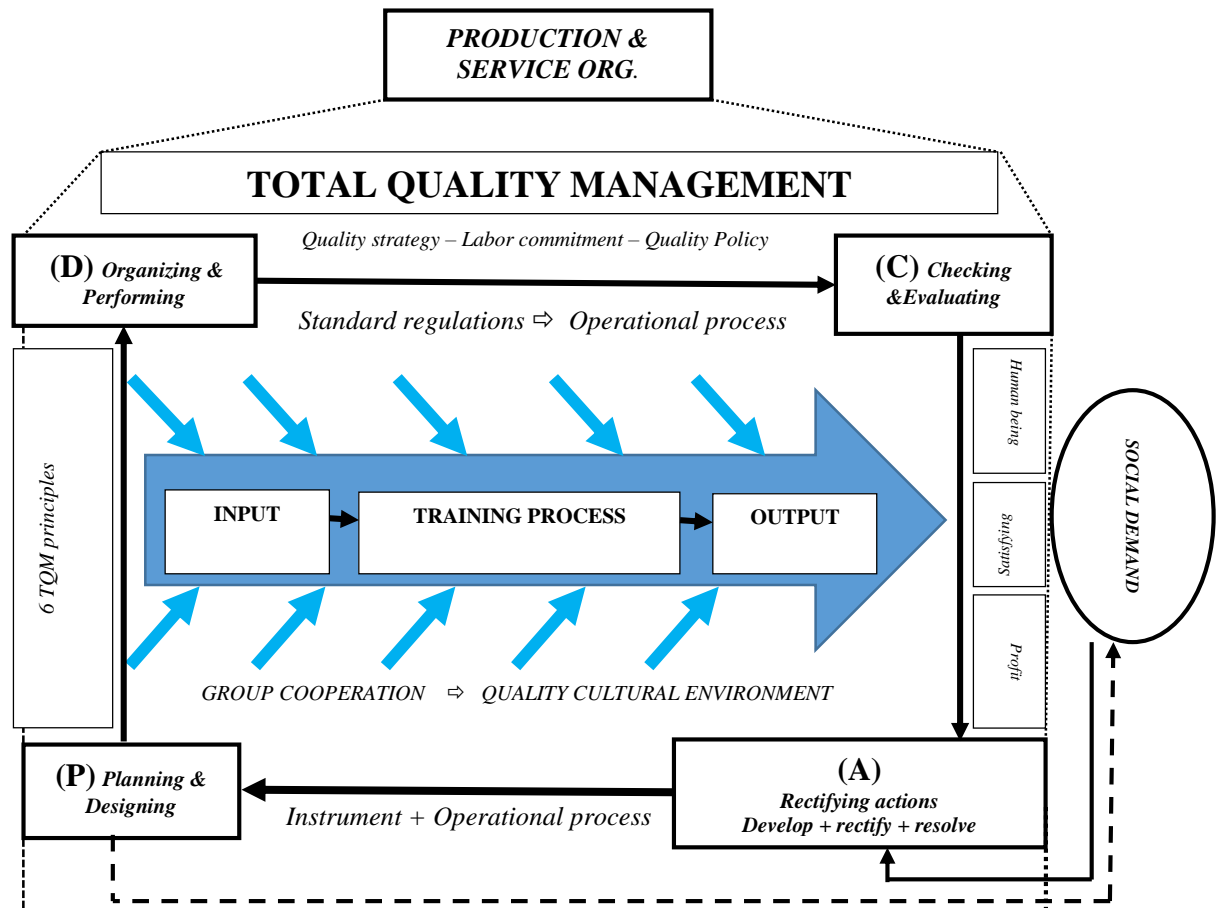 PRODUCTION &
SERVICE ORG.
TOTAL QUALITY MANAGEMENT
Quality strategy – Labor commitment – Quality Policy
(D) Organizing &
Performing
(C) Checking
&Evaluating
Standard regulations ⇨ Operational process
6 TQM principles
INPUT
TRAINING PROCESS
OUTPUT
Human being
Satisfying
Profit
SOCIAL DEMAND
GROUP COOPERATION ⇨ QUALITY CULTURAL ENVIRONMENT
(P) Planning &
Designing
Instrument + Operational process
(A)
Rectifying actions
Develop + rectify + resolve